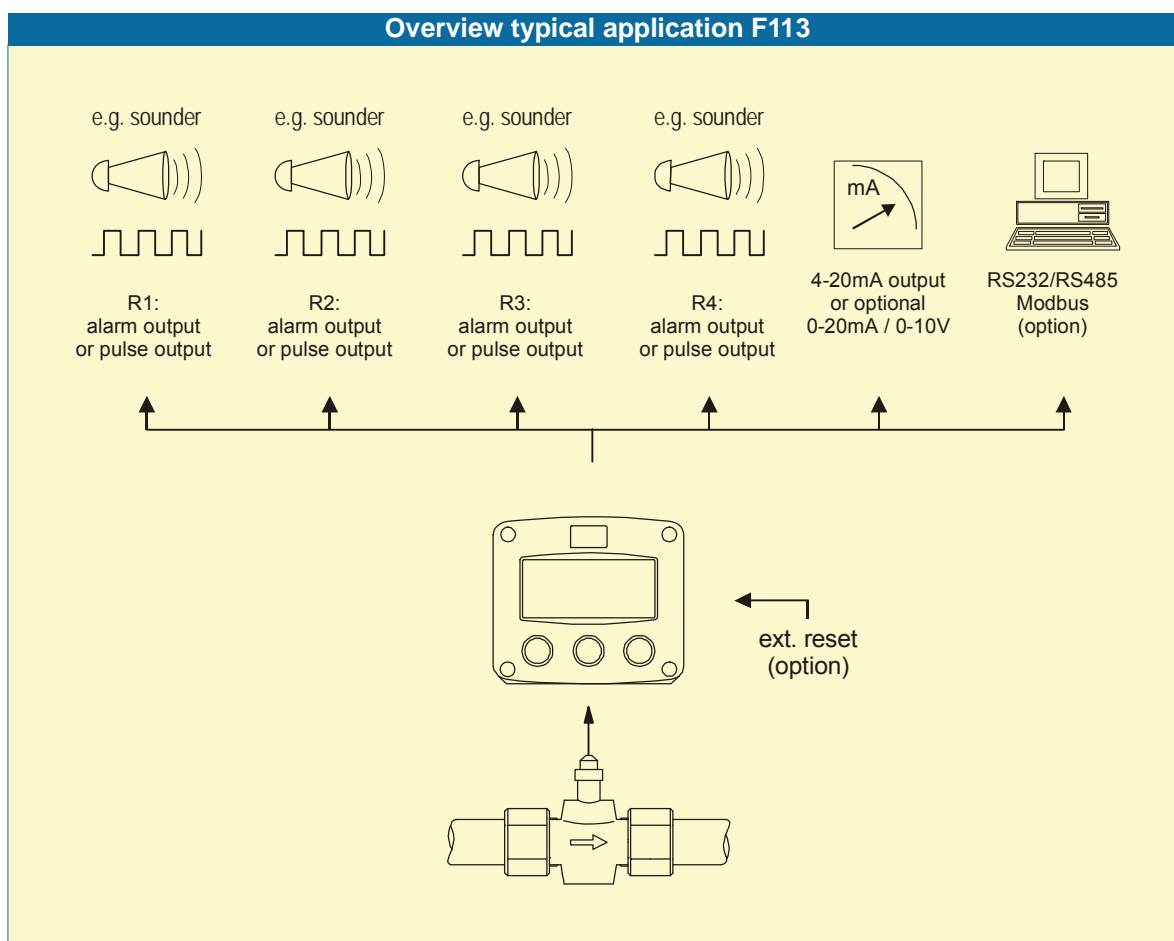 Overview typical application F113
e.g. sounder
e.g. sounder
e.g. sounder
e.g. sounder
mA
R1:
alarm output
or pulse output
R2:
alarm output
or pulse output
R3:
alarm output
or pulse output
R4:
alarm output
or pulse output
4-20mA output
or optional
0-20mA / 0-10V
RS232/RS485
Modbus
(option)
ext. reset
(option)